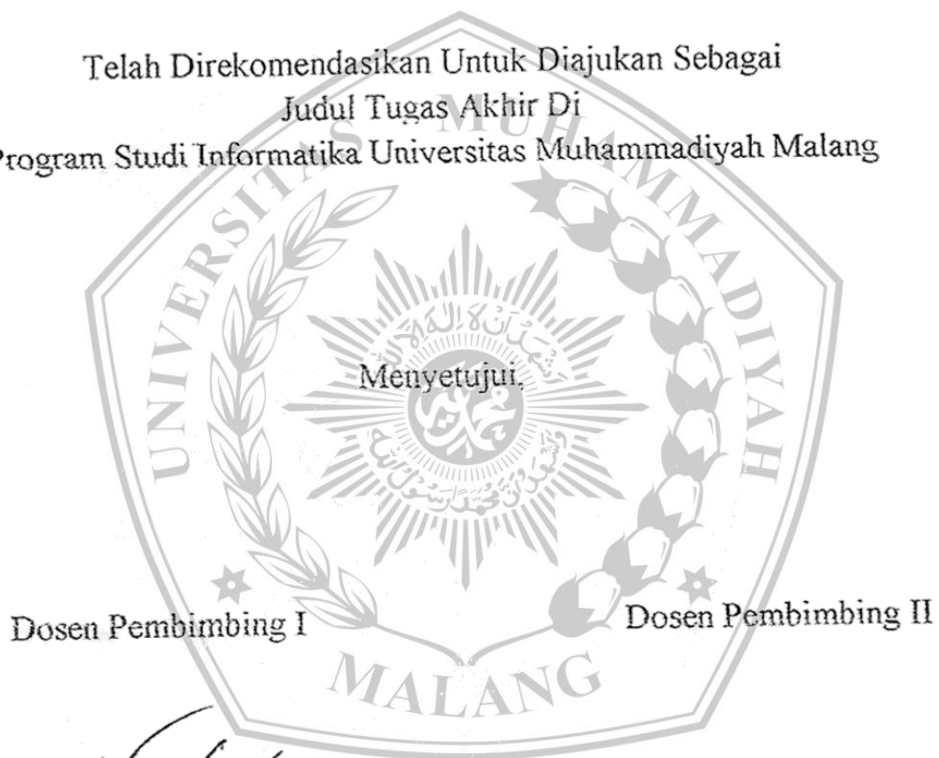 Telah Direkomendasikan Untuk Diajukan Sebagai
Judul Tugas Akhir Di
Program Studi Informatika Universitas Muhammadiyah Malang
UNIVERSITAS MUHAMMADIYAH
Menyetujui,
Dosen Pembimbing I
Dosen Pembimbing II
MALANG